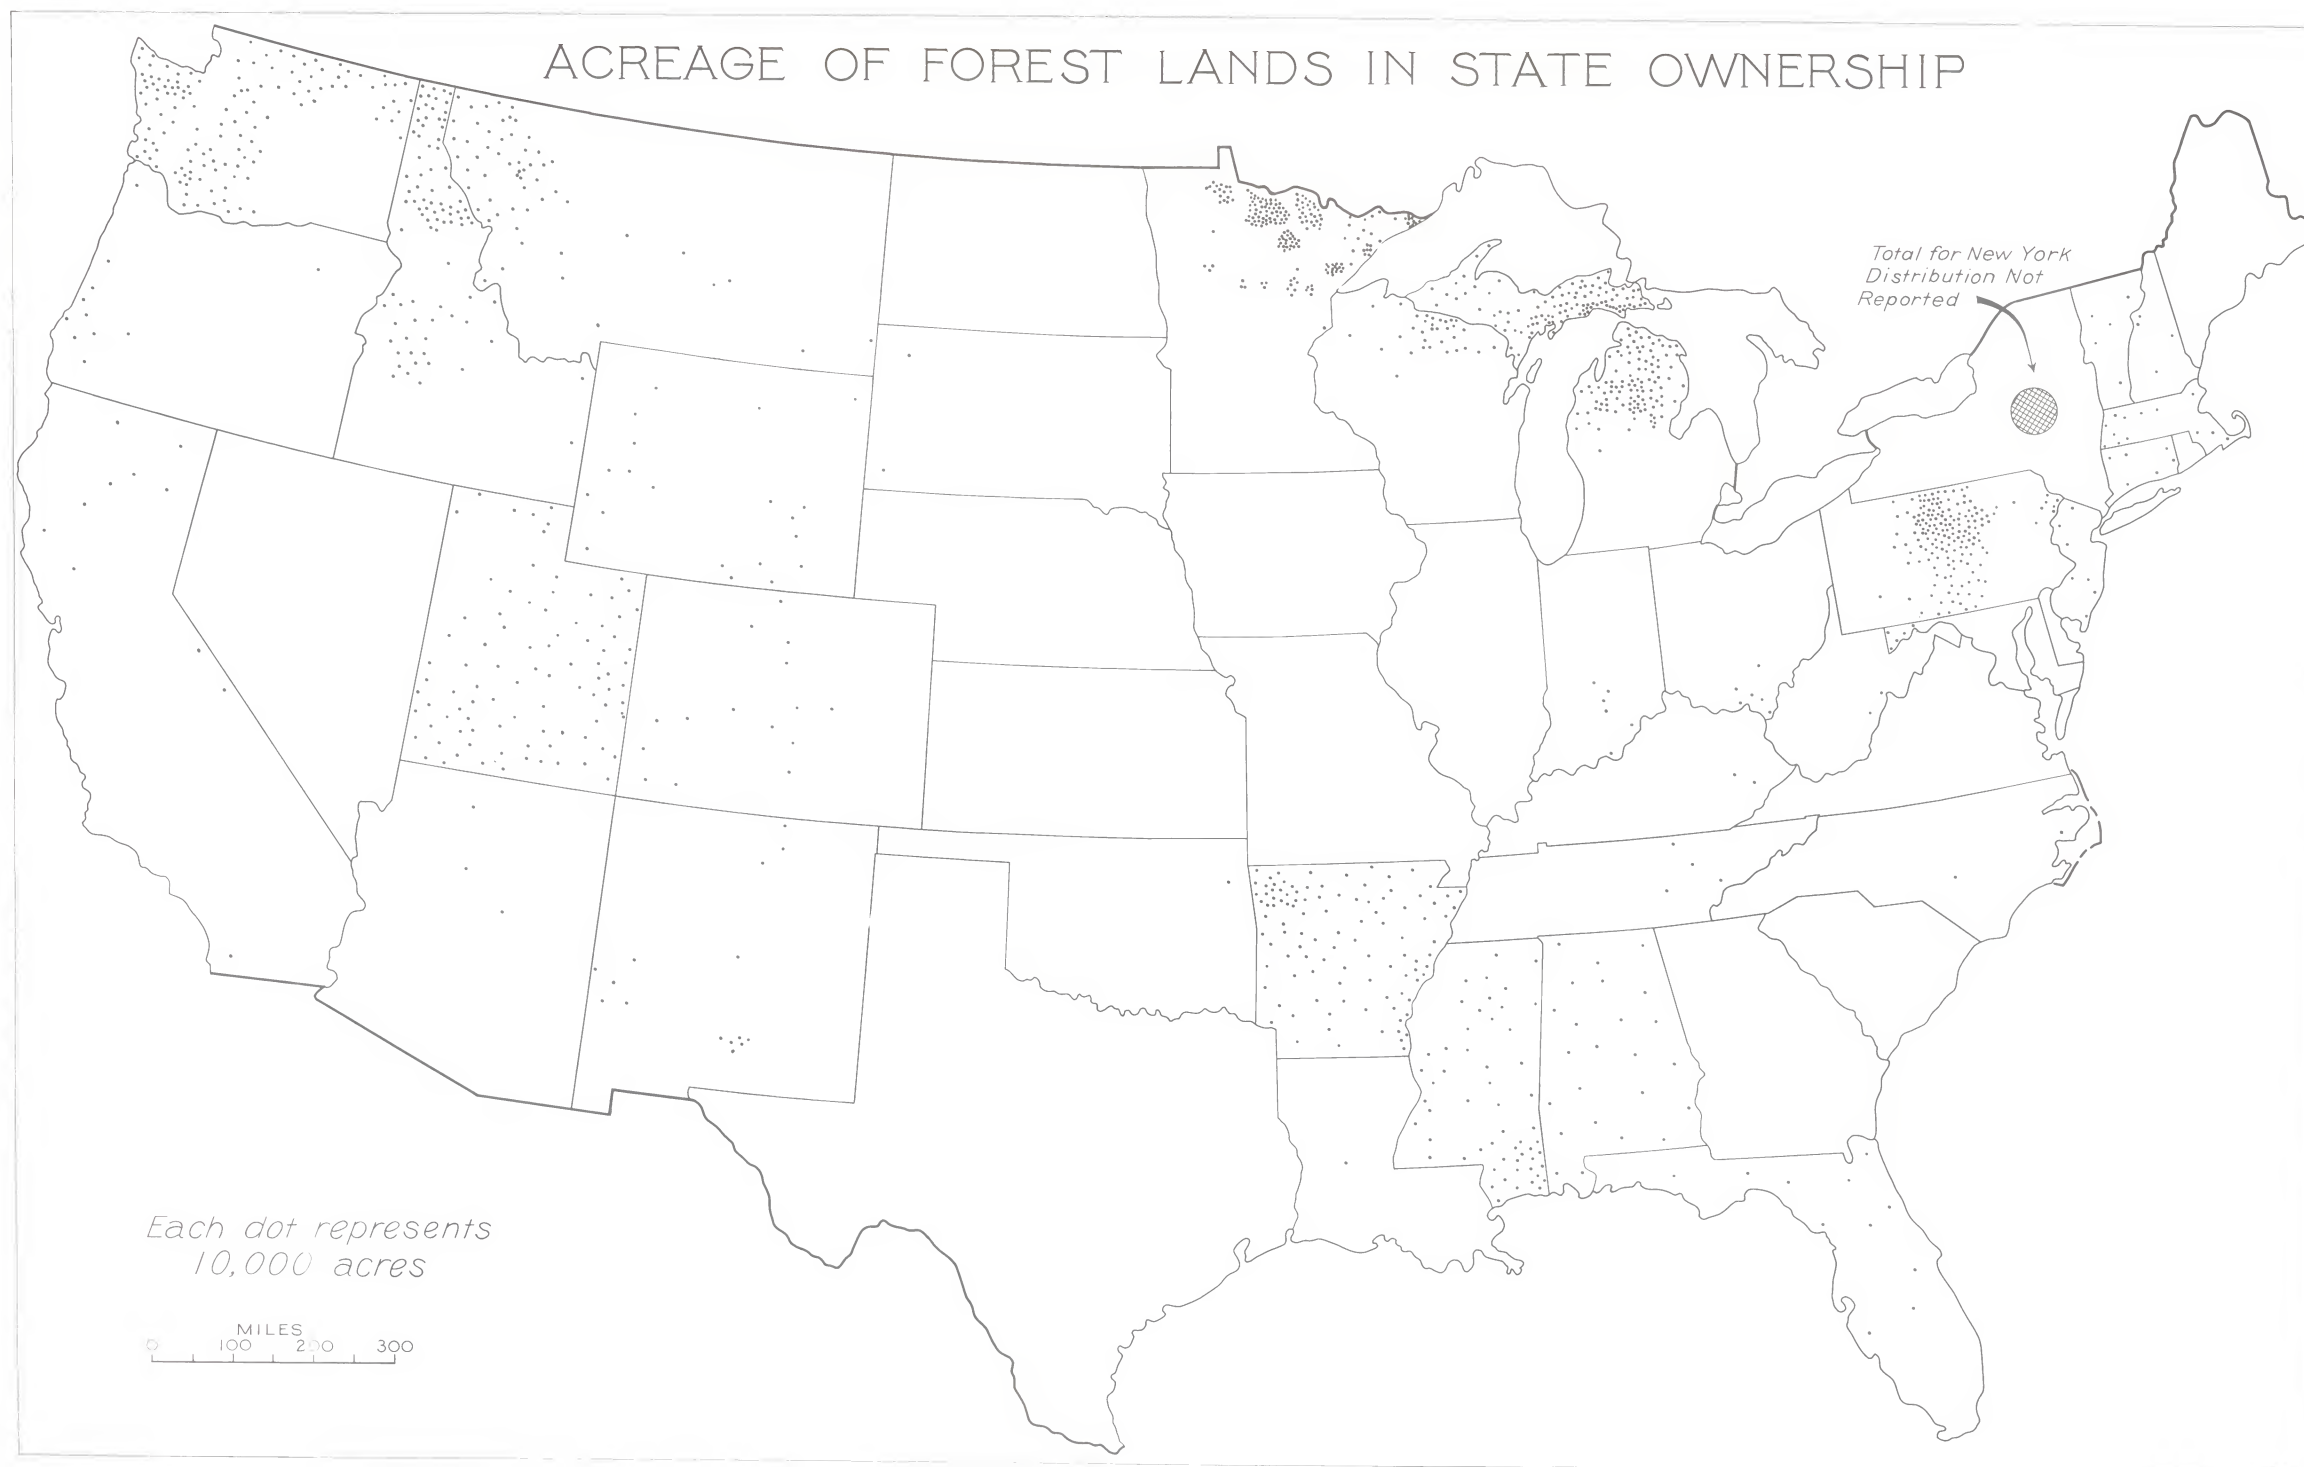 ACREAGE OF FOREST LANDS IN STATE OWNERSHIP
Total for New York
Distribution Not
Reported
Each dot represents
10,000 acres
MILES
0 100 200 300